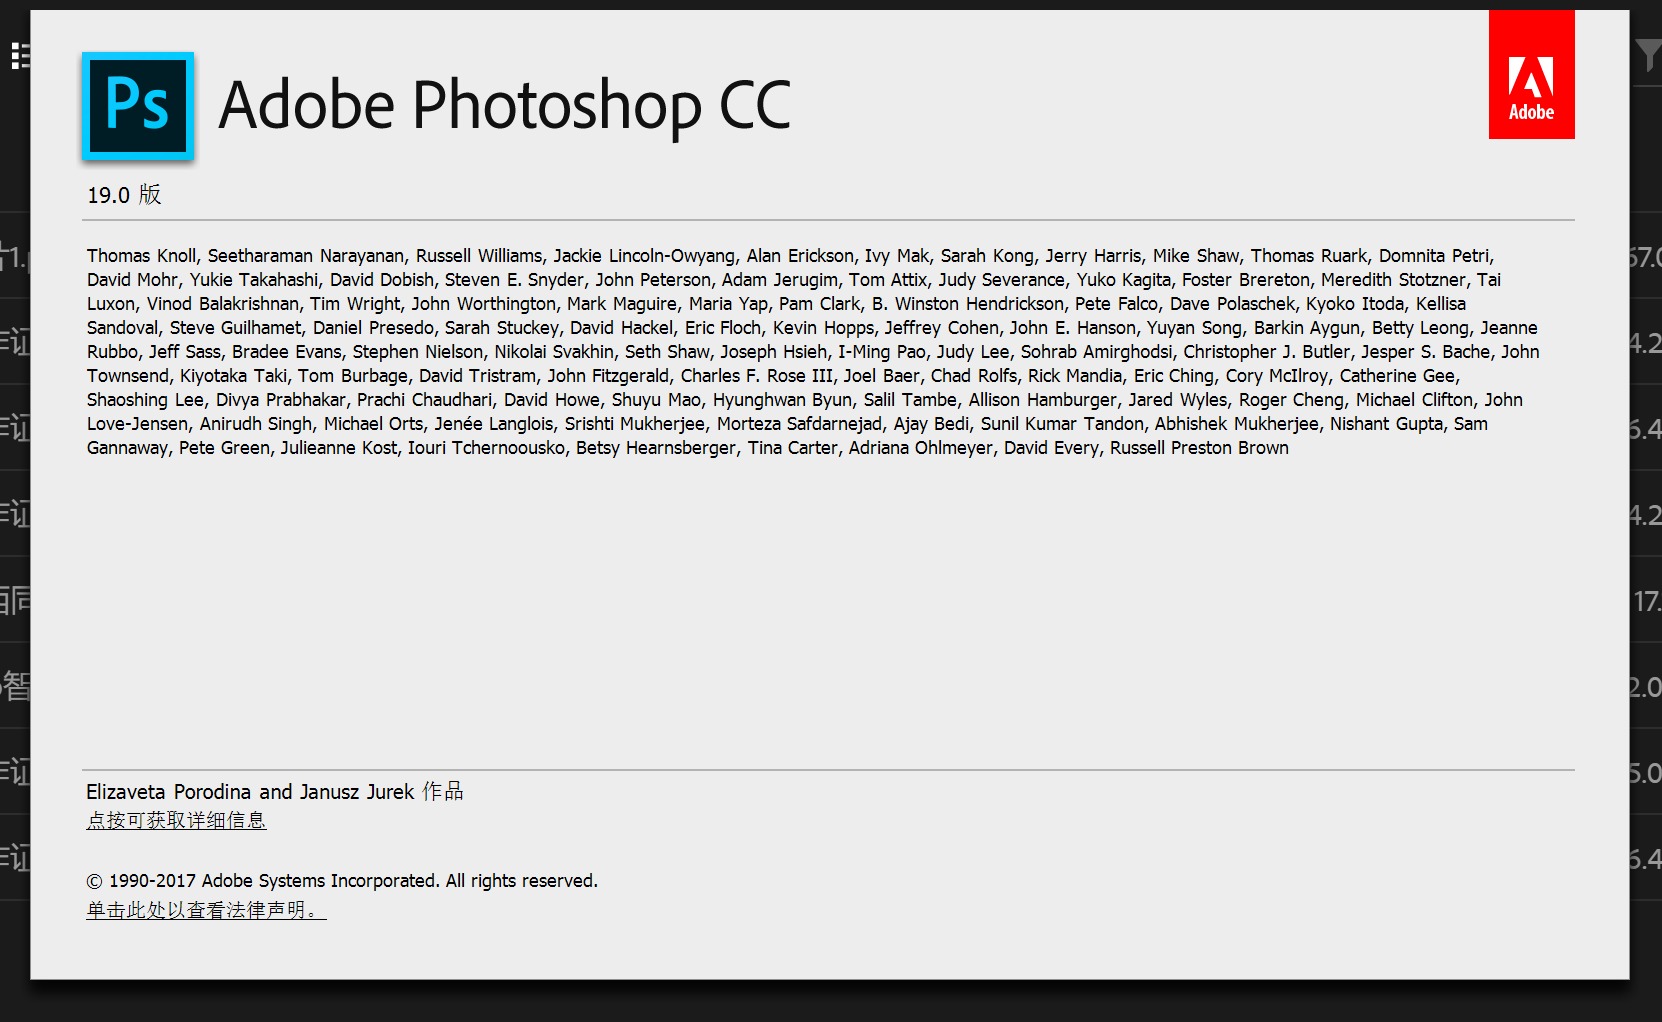 Ps
Adobe Photoshop CC
Adobe
19.0 版
Thomas Knoll, Seetharaman Narayanan, Russell Williams, Jackie Lincoln-Owyang, Alan Erickson, Ivy Mak, Sarah Kong, Jerry Harris, Mike Shaw, Thomas Ruark, Domnita Petri,
David Mohr, Yukie Takahashi, David Dobish, Steven E. Snyder, John Peterson, Adam Jerugim, Tom Attix, Judy Severance, Yuko Kagita, Foster Brereton, Meredith Stotzner, Tai
Luxon, Vinod Balakrishnan, Tim Wright, John Worthington, Mark Maguire, Maria Yap, Pam Clark, B. Winston Hendrickson, Pete Falco, Dave Polaschek, Kyoko Itoda, Kellisa
Sandoval, Steve Guilhamet, Daniel Presedo, Sarah Stuckey, David Hackel, Eric Floch, Kevin Hopps, Jeffrey Cohen, John E. Hanson, Yuyan Song, Barkin Aygun, Betty Leong, Jeanne
Rubbo, Jeff Sass, Bradee Evans, Stephen Nielson, Nikolai Svakhin, Seth Shaw, Joseph Hsieh, I-Ming Pao, Judy Lee, Sohrab Amirghodsi, Christopher J. Butler, Jesper S. Bache, John
Townsend, Kiyotaka Taki, Tom Burbage, David Tristram, John Fitzgerald, Charles F. Rose III, Joel Baer, Chad Rolfs, Rick Mandia, Eric Ching, Cory McIlroy, Catherine Gee,
Shaoshing Lee, Divya Prabhakar, Prachi Chaudhari, David Howe, Shuyu Mao, Hyunghwan Byun, Salil Tambe, Allison Hamburger, Jared Wyles, Roger Cheng, Michael Clifton, John
Love-Jensen, Anirudh Singh, Michael Orts, Jenée Langlois, Srishti Mukherjee, Morteza Safdarnejad, Ajay Bedi, Sunil Kumar Tandon, Abhishek Mukherjee, Nishant Gupta, Sam
Gannaway, Pete Green, Julieanne Kost, Iouri Tchernoousko, Betsy Hearnsberger, Tina Carter, Adriana Ohlmeyer, David Every, Russell Preston Brown
Elizaveta Porodina and Janusz Jurek 作品
点按可获取详细信息
© 1990-2017 Adobe Systems Incorporated. All rights reserved.
单击此处以查看法律声明。